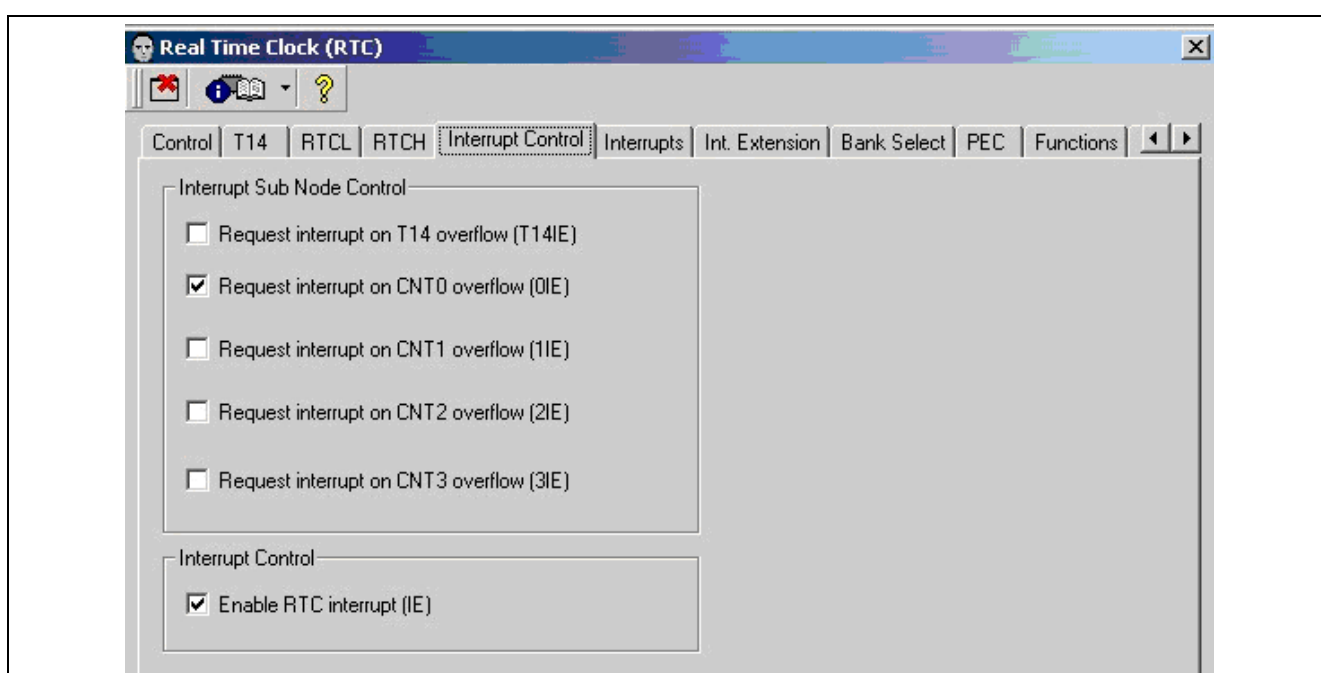 Real Time Clock (RTC)
Control T14 RTCL RTCH Interrupt Control Interrupts Int. Extension Bank Select PEC Functions
Interrupt Sub Node Control
Request interrupt on T14 overflow (T14IE)
Request interrupt on CNT0 overflow (0IE)
Request interrupt on CNT1 overflow (1IE)
Request interrupt on CNT2 overflow (2IE)
Request interrupt on CNT3 overflow (3IE)
Interrupt Control
Enable RTC interrupt (IE)